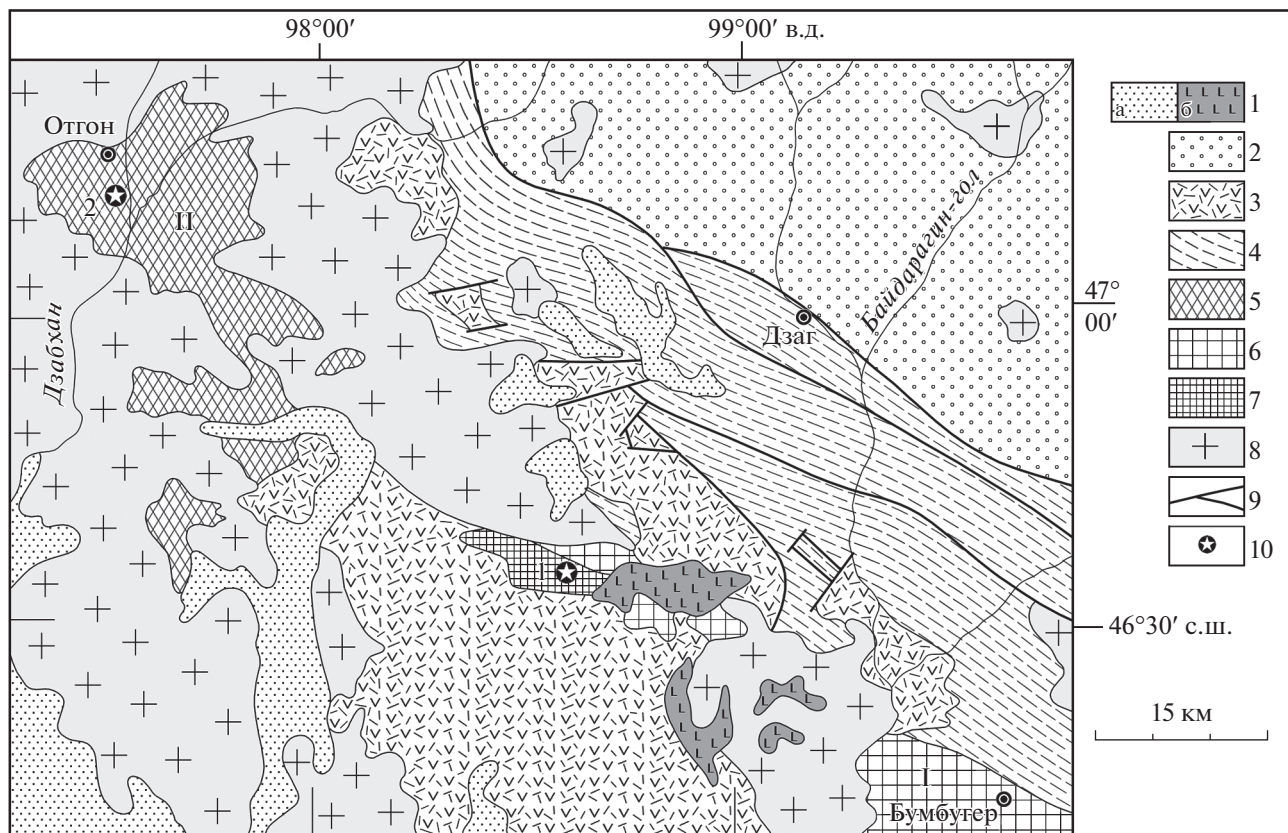 98°00′
99°00′ в.д.
Отгон
2
II
Дзабхан
Байдарагин-гол
Дзаг
47°
00′
1
46°30′ с.ш.
I
Бумбугер
а
б
1
2
3
4
5
6
7
8
9
10
15 км